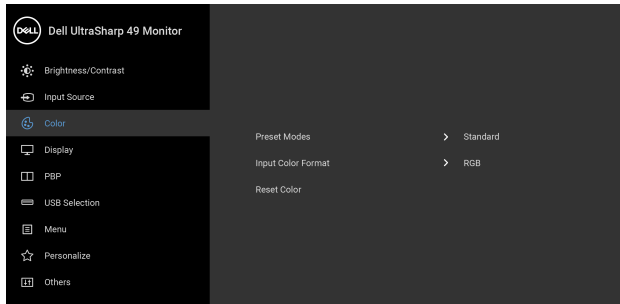 DELL Dell UltraSharp 49 Monitor
Brightness/Contrast
Input Source
Color
Display
PBP
USB Selection
Menu
Personalize
Others
Preset Modes > Standard
Input Color Format > RGB
Reset Color